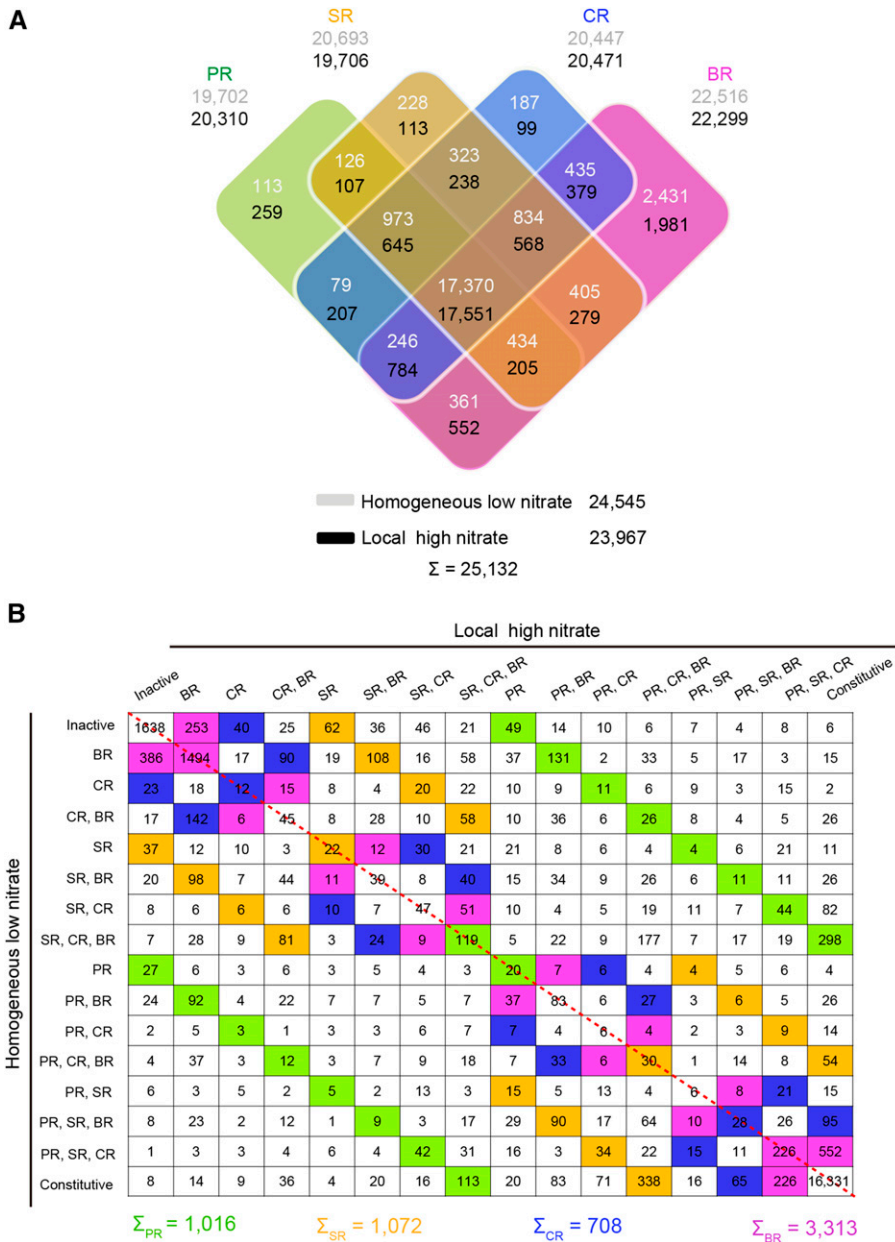 A
PR
19,702
20,310
SR
20,693
19,706
CR
20,447
20,471
BR
22,516
22,299
228
113
187
99
126
107
323
238
435
379
113
259
2,431
1,981
973
645
834
568
79
207
17,370
17,551
405
279
246
784
434
205
361
552
Homogeneous low nitrate 24,545
Local high nitrate 23,967
Σ = 25,132
B
Local high nitrate
Inactive BR CR CR, BR SR SR, BR SR, CR SR, CR, BR PR PR, BR PR, CR PR, CR, BR PR, SR PR, SR, BR PR, SR, CR Constitutive
Homogeneous low nitrate
Inactive 1638 253 40 25 62 36 46 21 49 14 10 6 7 4 8 6
BR 386 1494 17 90 19 108 16 58 37 131 2 33 5 17 3 15
CR 23 18 12 15 8 4 20 22 10 9 11 6 9 3 15 2
CR, BR 17 142 6 45 8 28 10 58 10 36 6 26 8 4 5 26
SR 37 12 10 3 22 12 30 21 21 8 6 4 4 6 21 11
SR, BR 20 98 7 44 11 39 8 40 15 34 9 26 6 11 11 26
SR, CR 8 6 6 6 10 7 47 51 10 4 5 19 11 7 44 82
SR, CR, BR 7 28 9 81 3 24 9 119 5 22 9 177 7 17 19 298
PR 27 6 3 6 3 5 4 3 20 7 6 4 4 5 6 4
PR, BR 24 92 4 22 7 7 5 7 37 83 6 27 3 6 5 26
PR, CR 2 5 3 1 3 3 6 7 7 4 6 4 2 3 9 14
PR, CR, BR 4 37 3 12 3 7 9 18 7 33 6 30 1 14 8 54
PR, SR 6 3 5 2 5 2 13 3 15 5 13 4 6 8 21 15
PR, SR, BR 8 23 2 12 1 9 3 17 29 90 17 64 10 28 26 95
PR, SR, CR 1 3 3 4 6 4 42 31 16 3 34 22 15 11 226 552
Constitutive 8 14 9 36 4 20 16 113 20 83 71 338 16 65 226 16,331
Σ_PR = 1,016 Σ_SR = 1,072 Σ_CR = 708 Σ_BR = 3,313